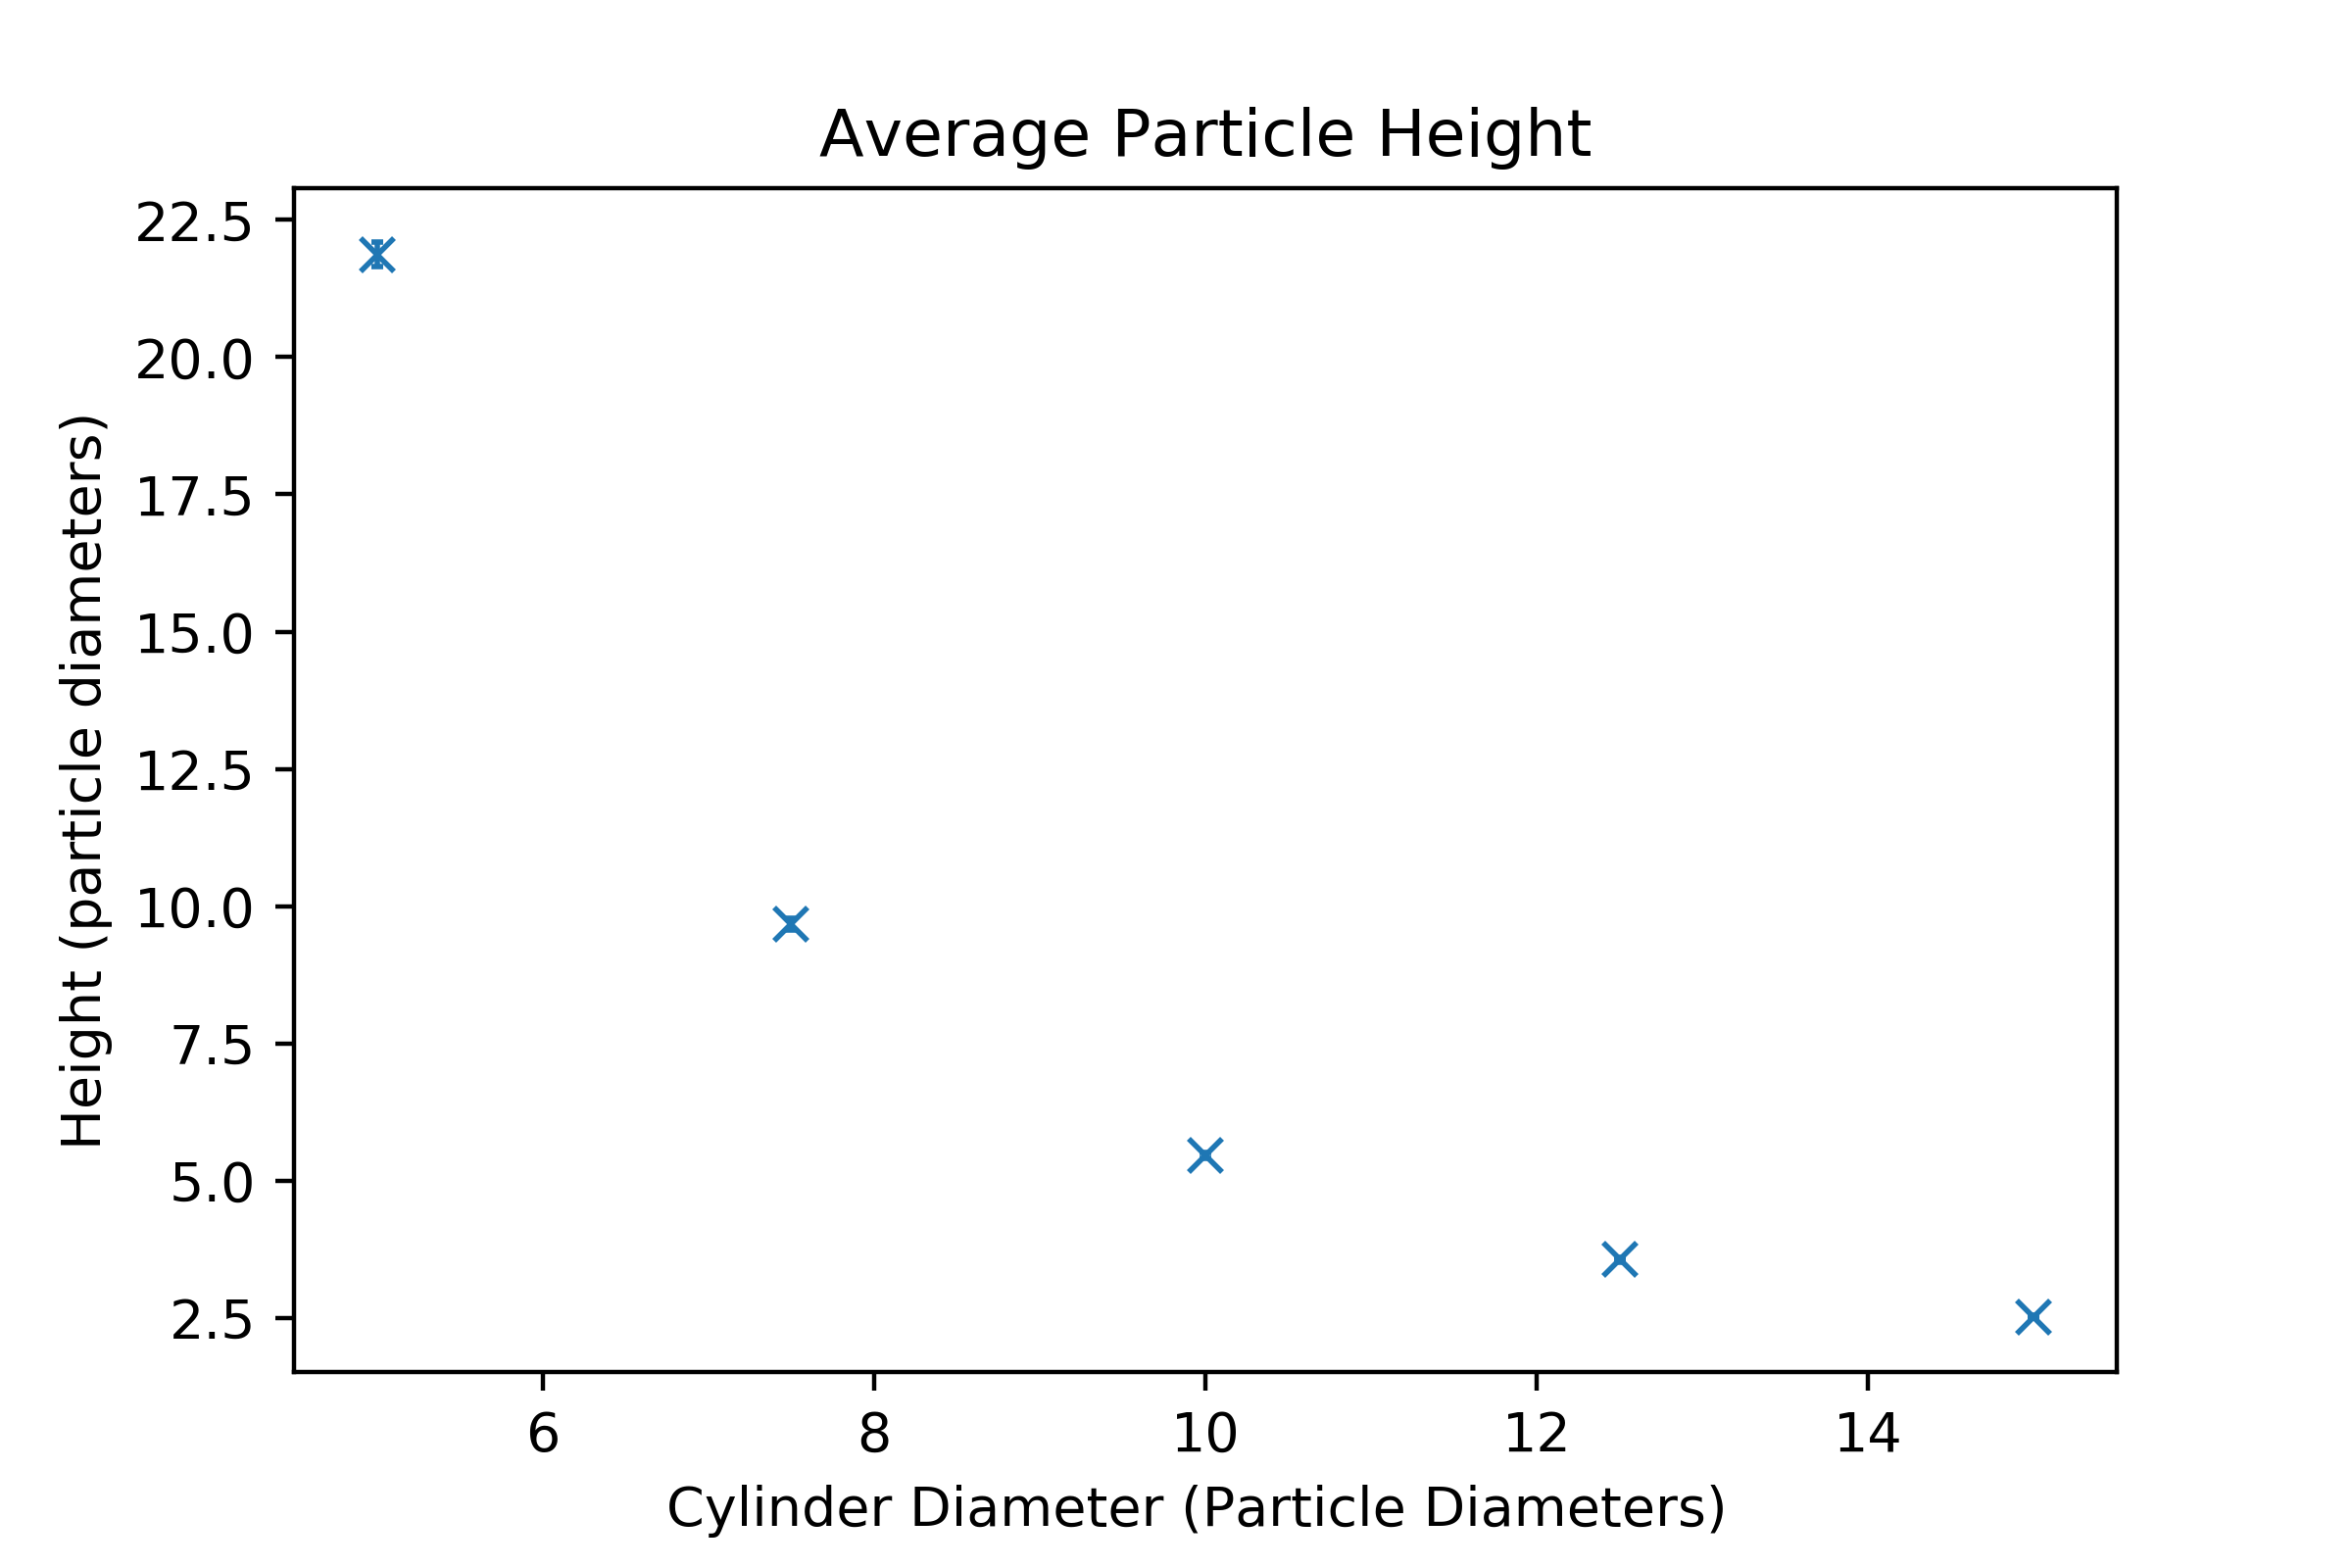 Average Particle Height
Height (particle diameters)
22.5
20.0
17.5
15.0
12.5
10.0
7.5
5.0
2.5
6 8 10 12 14
Cylinder Diameter (Particle Diameters)